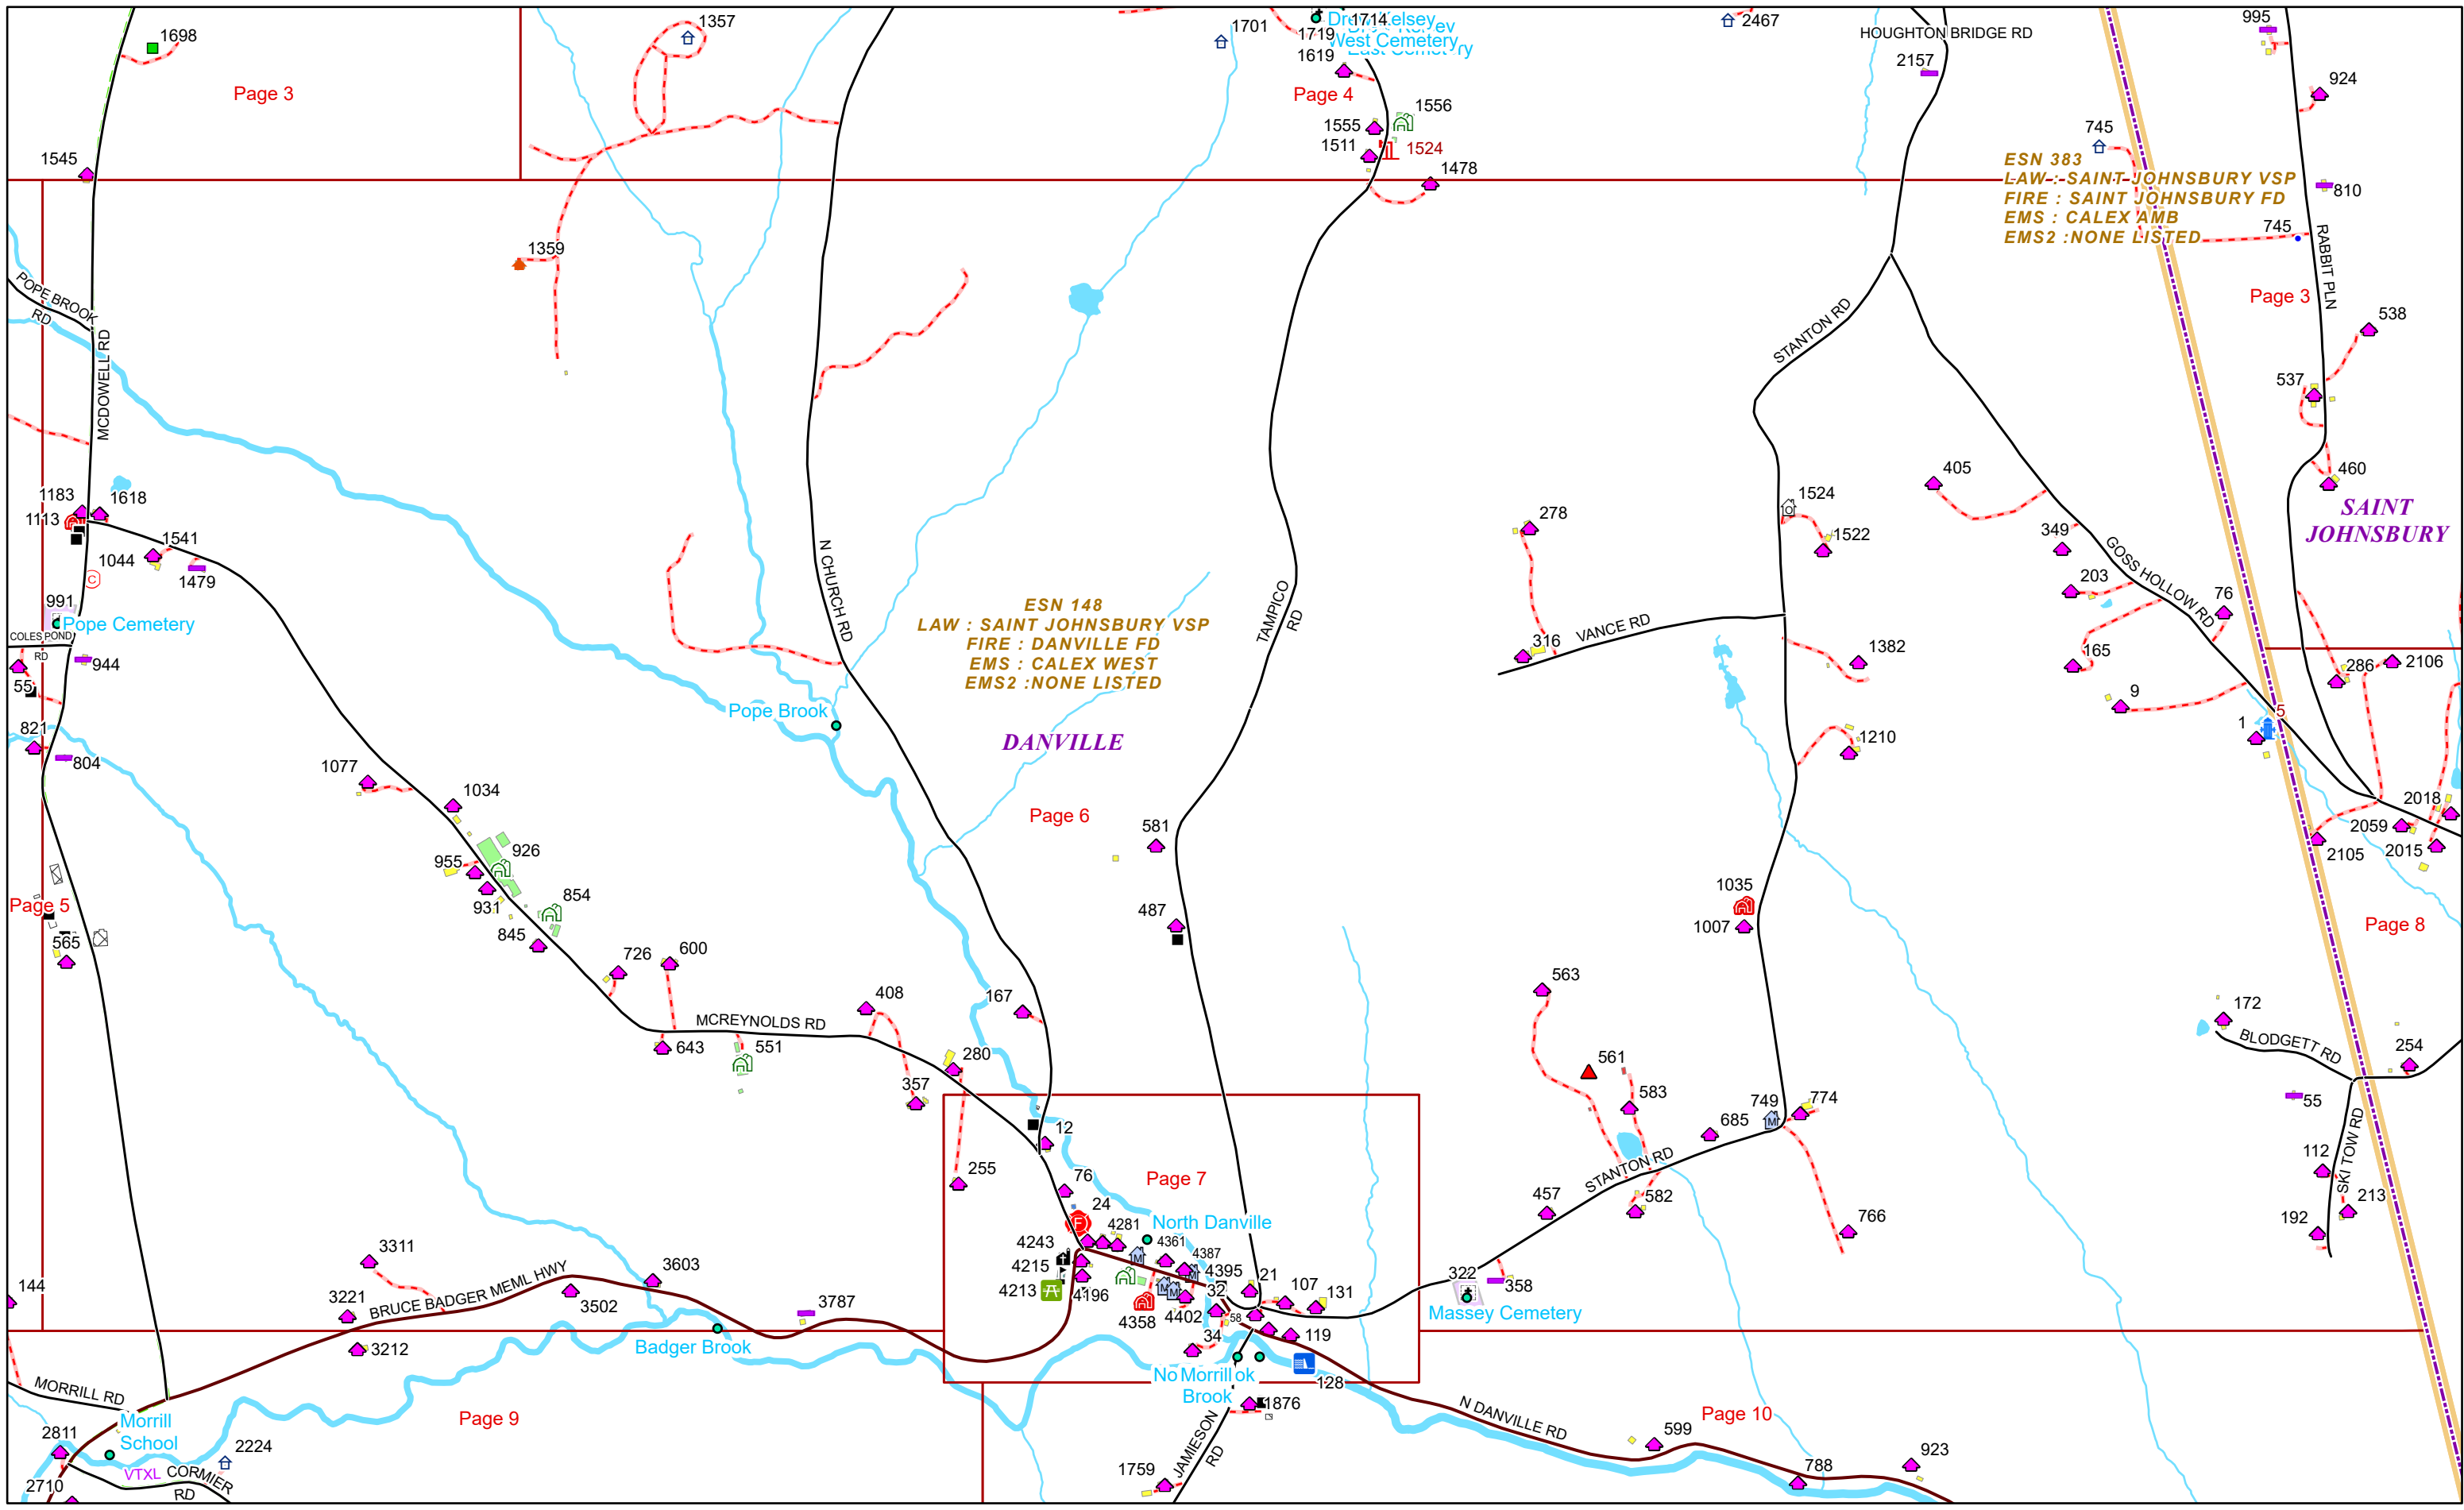 1698
1357
1701
1714
Drew Kelsey
1719
West Cemetery
1619
2467
HOUGHTON BRIDGE RD
995
2157
Page 3
Page 4
924
1556
1555
1511
1524
745
1545
1478
ESN 383
LAW : SAINT JOHNSBURY VSP
FIRE : SAINT JOHNSBURY FD
EMS : CALEX AMB
EMS2 :NONE LISTED
810
745
1359
RABBIT PLN
POPE BROOK
RD
Page 3
538
MCDOWELL RD
STANTON RD
537
405
460
1183
1618
1113
278
1524
SAINT
JOHNSBURY
1541
1522
349
1044
1479
N CHURCH RD
GOSS HOLLOW RD
203
76
991
Pope Cemetery
ESN 148
LAW : SAINT JOHNSBURY VSP
FIRE : DANVILLE FD
EMS : CALEX WEST
EMS2 :NONE LISTED
TAMPICO
RD
VANCE RD
COLES POND
RD
316
944
1382
165
286
2106
55
9
Pope Brook
821
DANVILLE
1
5
1210
804
1077
1034
Page 6
2018
581
2059
2105
2015
926
955
854
1035
931
487
Page 5
845
1007
Page 8
565
726
600
563
408
167
172
MCREYNOLDS RD
BLODGETT RD
643
551
280
561
254
357
583
749
774
55
12
685
255
76
Page 7
STANTON RD
112
SKI TOW RD
24
457
582
213
North Danville
4281
766
192
4243
4361
4387
4215
4395
3311
3603
21
107
131
322
358
144
BRUCE BADGER MEML HWY
4213
4196
32
3221
3502
3787
4358
4402
58
Massey Cemetery
34
119
3212
Badger Brook
Morrill
Brook
128
MORRILL RD
1876
Morrill
School
Page 9
Page 10
N DANVILLE RD
2811
2224
599
JAMIESON
RD
VTXL
CORMIER
RD
923
1759
788
2710